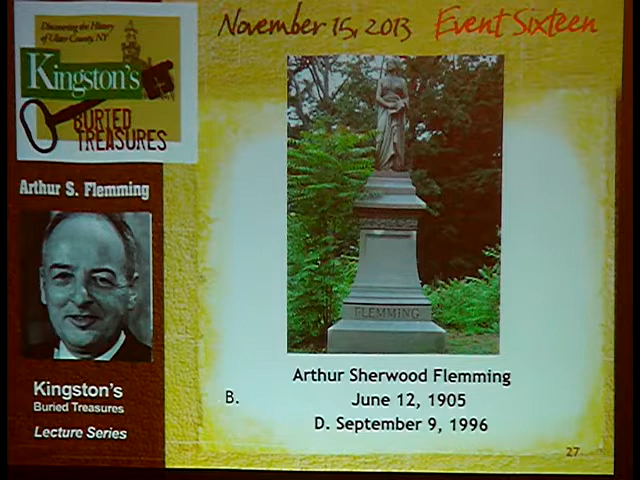 November 15, 2013 Event Sixteen
Discovering the History
of Ulster County, NY
Kingston's
BURIED
TREASURES
Arthur S. Flemming
Kingston's
Buried Treasures
Lecture Series
FLEMMING
Arthur Sherwood Flemming
B. June 12, 1905
D. September 9, 1996
27